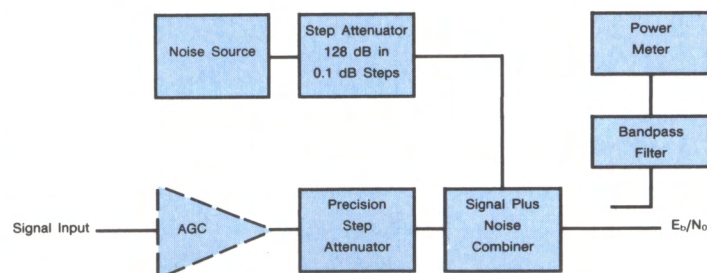 Noise Source
Step Attenuator
128 dB in
0.1 dB Steps
Power
Meter
Bandpass
Filter
Signal Input
AGC
Precision
Step
Attenuator
Signal Plus
Noise
Combiner
Eb/No